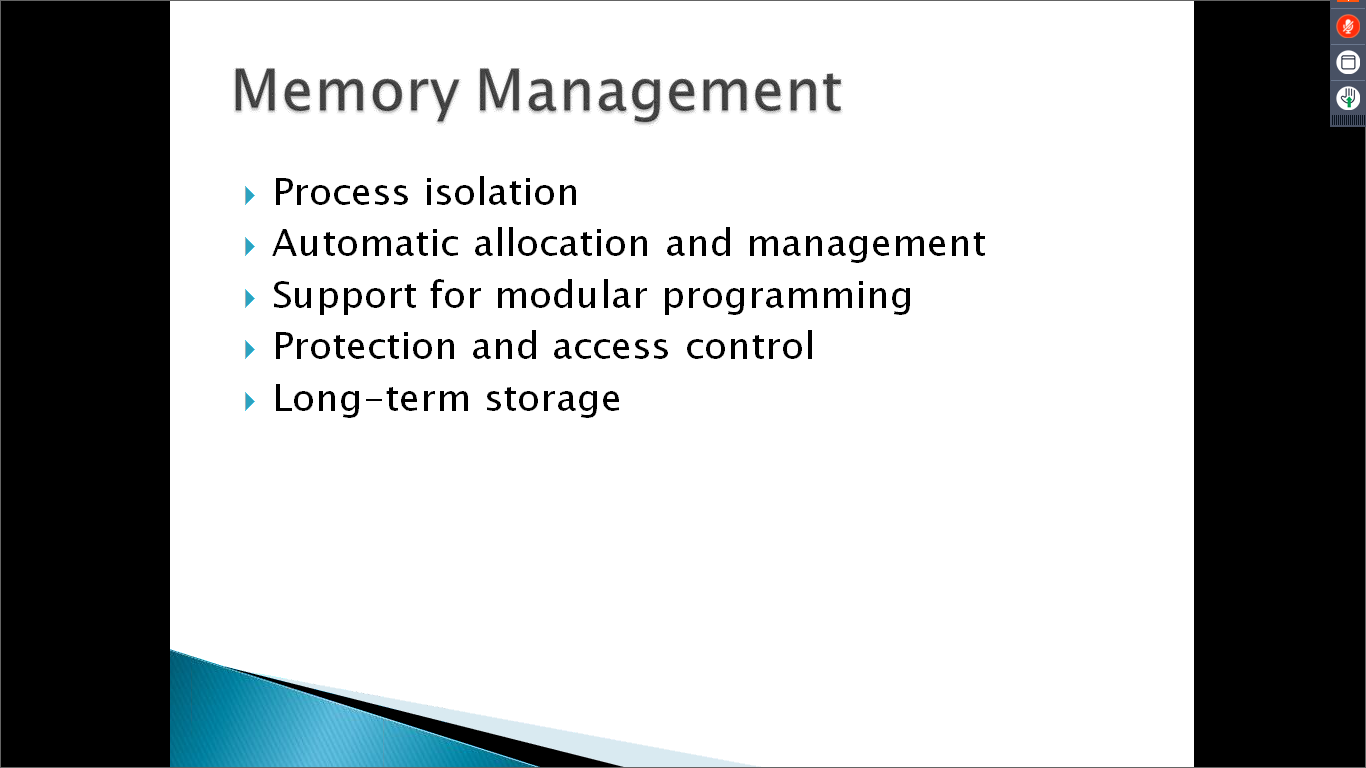 Memory Management
Process isolation
Automatic allocation and management
Support for modular programming
Protection and access control
Long-term storage